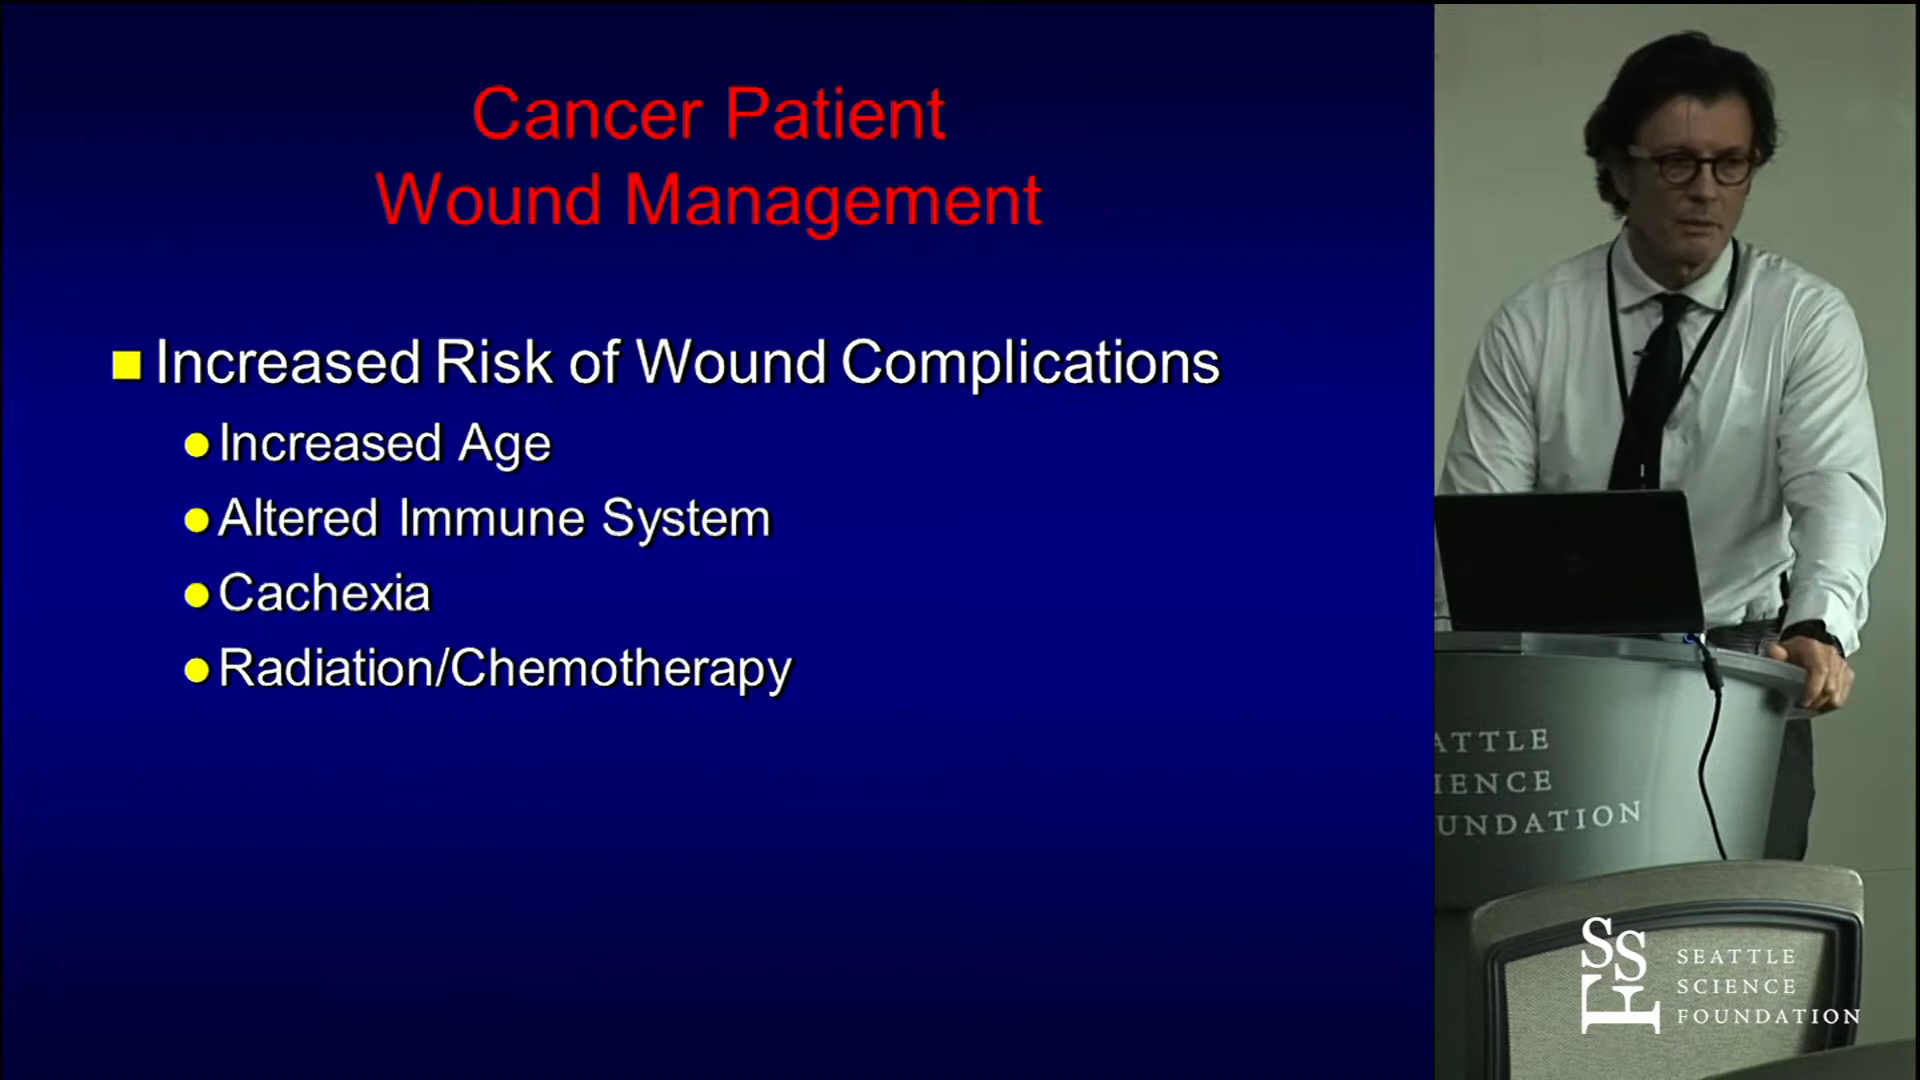 Cancer Patient
Wound Management
Increased Risk of Wound Complications
Increased Age
Altered Immune System
Cachexia
Radiation/Chemotherapy
ATTLE
IENCE
UNDATION
SSF
SEATTLE
SCIENCE
FOUNDATION